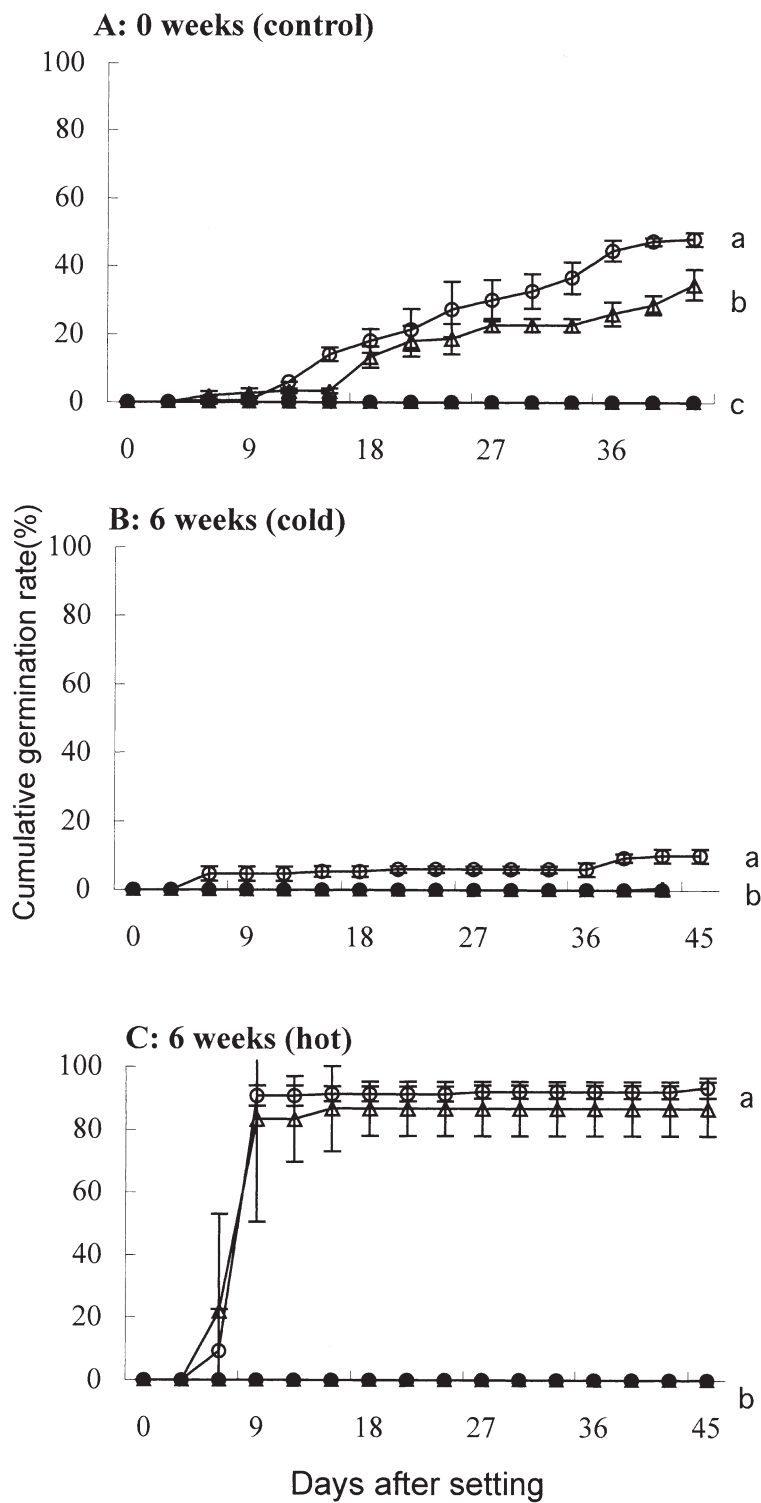 A: 0 weeks (control)
100
80
60
40
20
0
a
b
c
0 9 18 27 36
B: 6 weeks (cold)
Cumulative germination rate(%)
100
80
60
40
20
0
a
b
0 9 18 27 36 45
C: 6 weeks (hot)
100
80
60
40
20
0
a
b
0 9 18 27 36 45
Days after setting